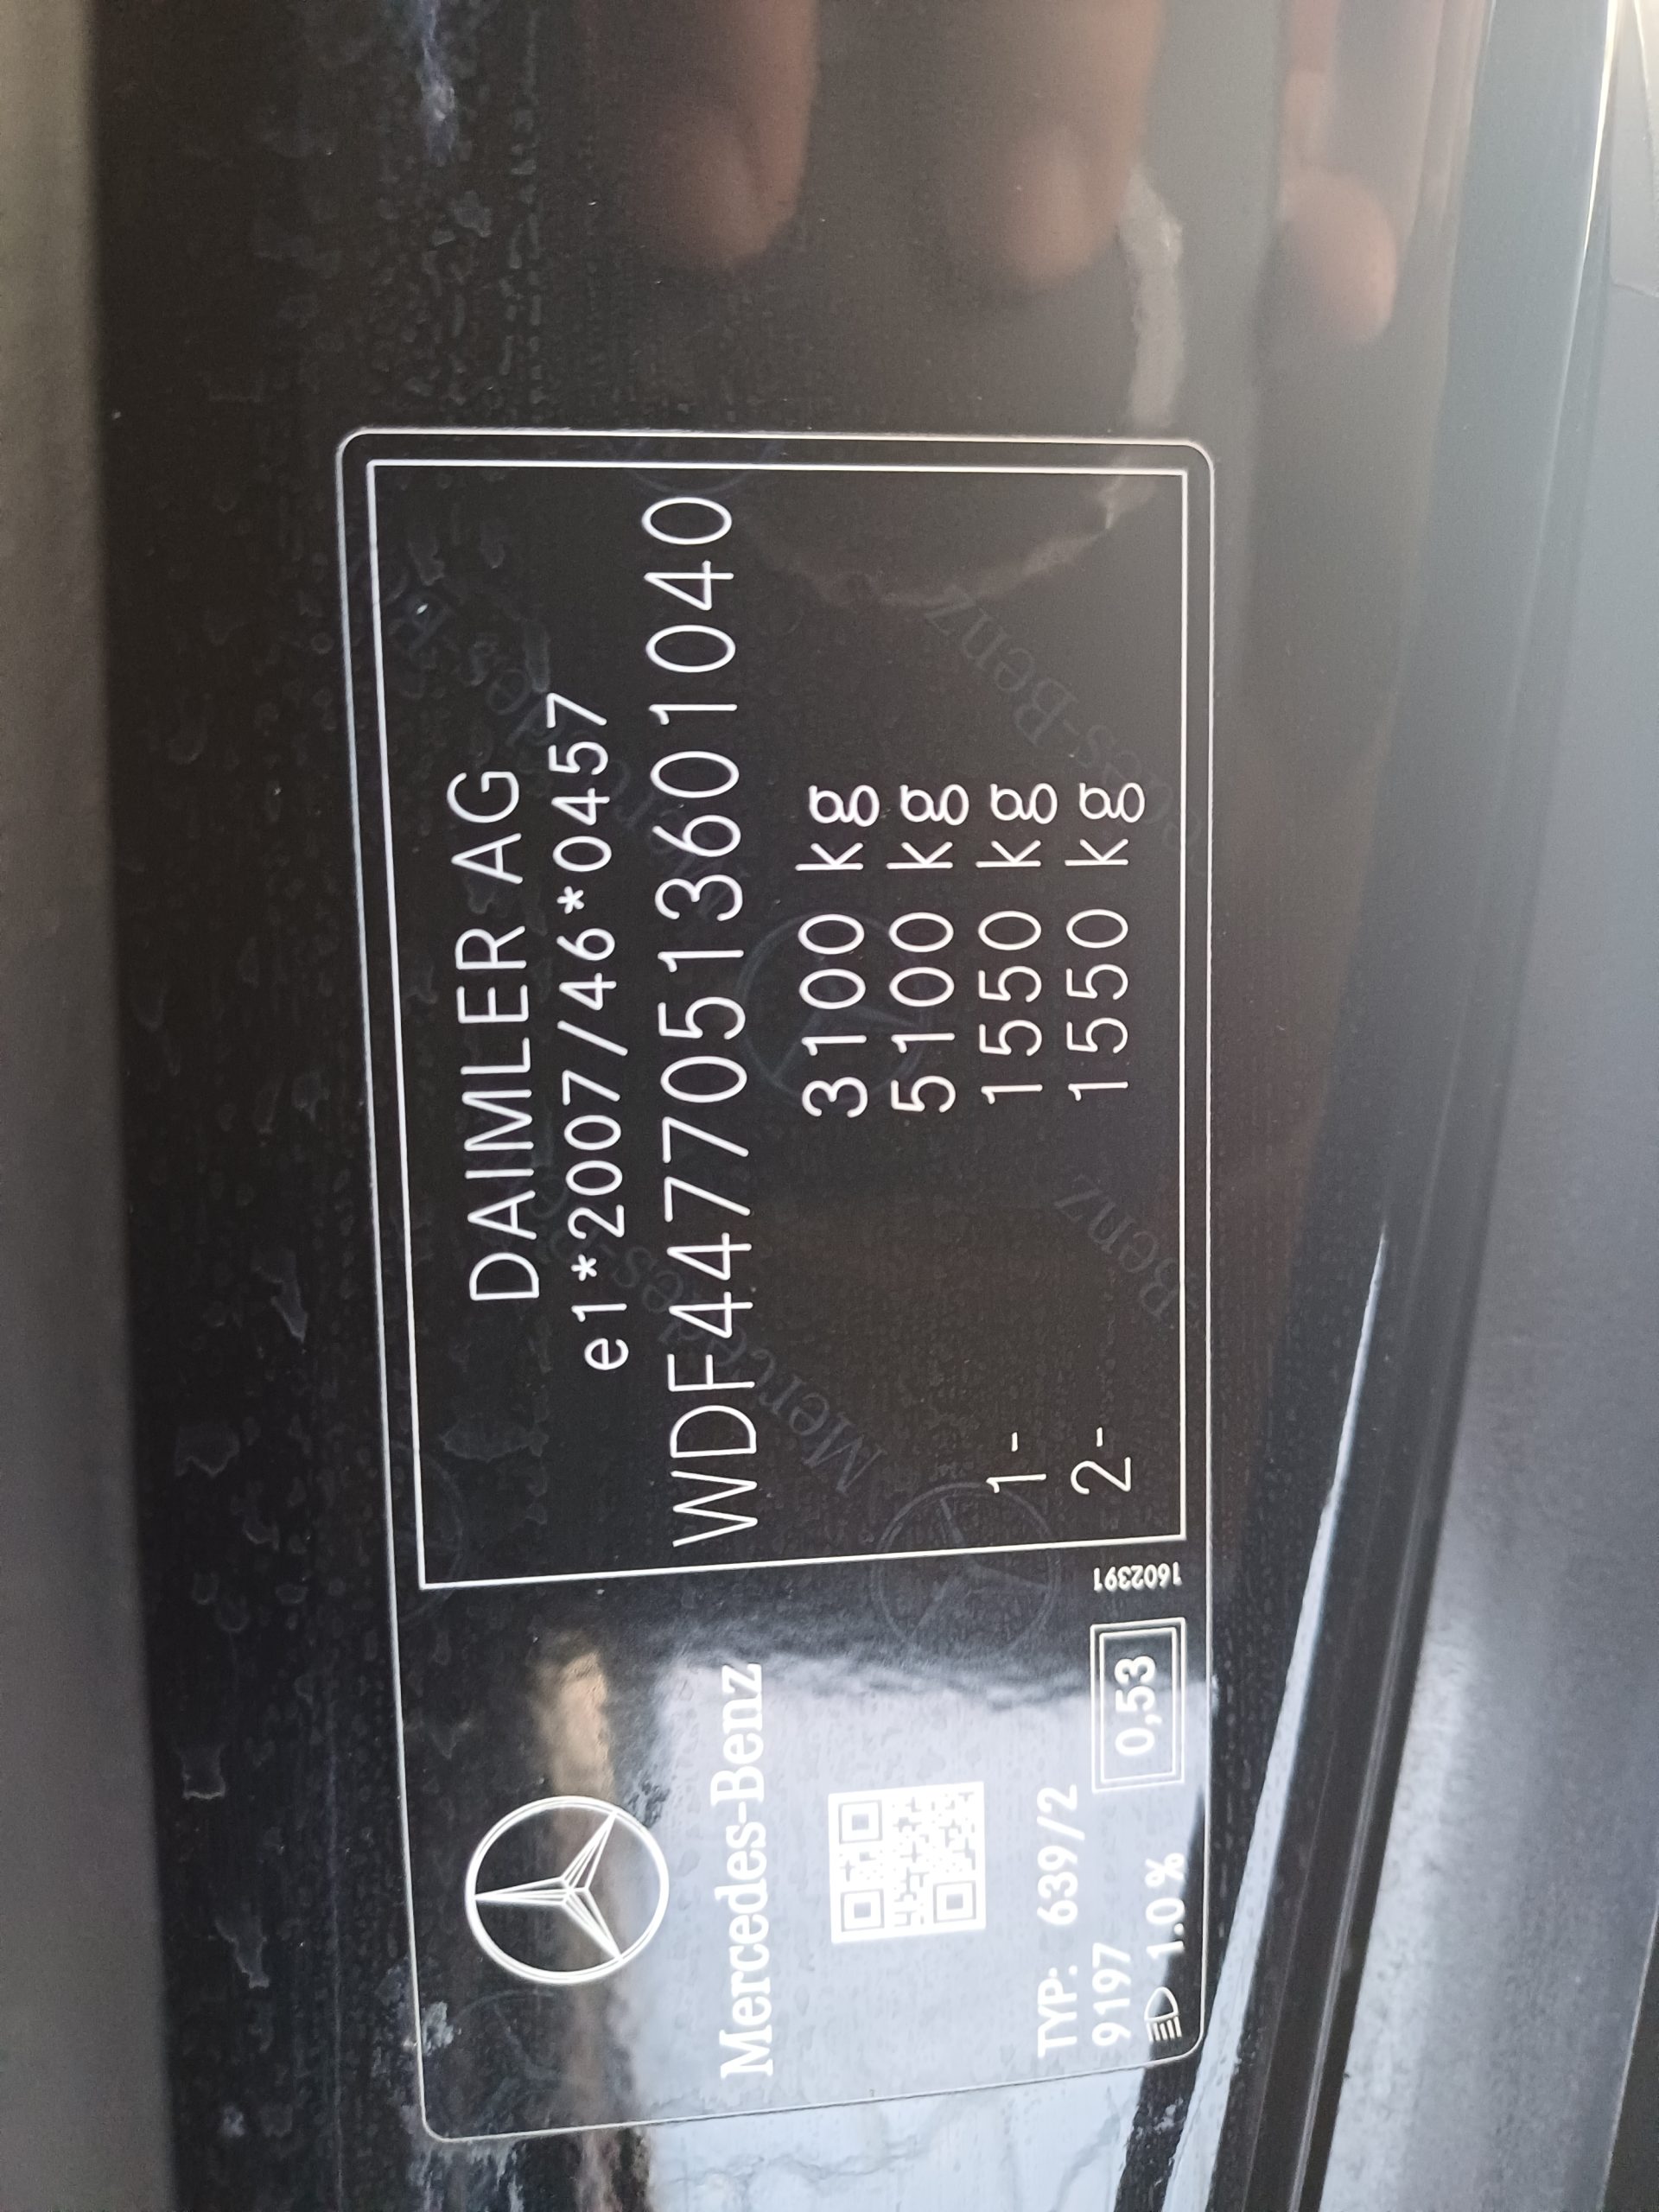 DAIMLER AG
e1*2007/46*0457
WDF44770513601040
3100 kg
5100 kg
1- 1550 kg
2- 1550 kg
Mercedes-Benz
TYP: 639/2
9197
1.0 %
0,53
1602391